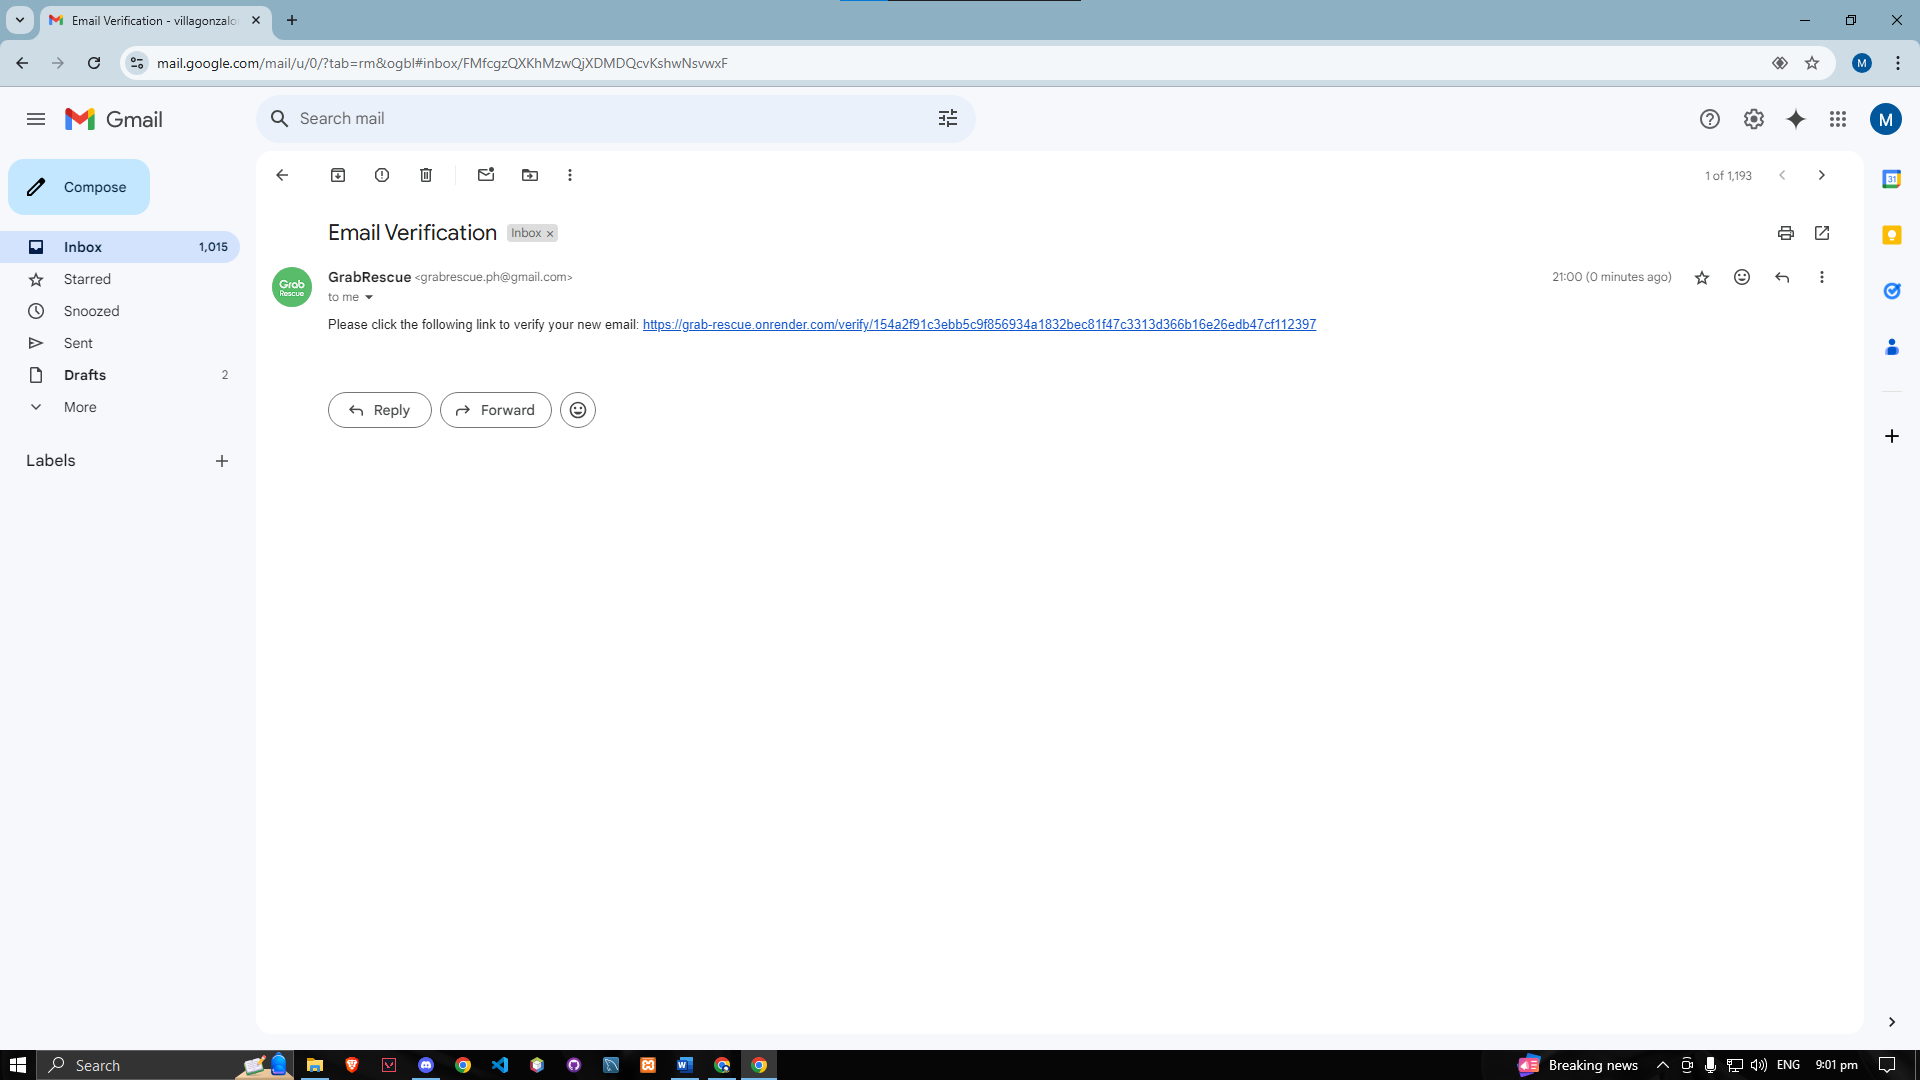 Email Verification - villagonzalo
mail.google.com/mail/u/0/?tab=rm&ogbl#inbox/FMfcgzQXKhMzwQjXDMDQcvKshwNsvwxF
M
Gmail
Search mail
M
Compose
1 of 1,193
31
Inbox 1,015
Starred
Snoozed
Sent
Drafts 2
More
Labels
Email Verification Inbox ×
Grab
Rescue
GrabRescue <grabrescue.ph@gmail.com> 21:00 (0 minutes ago)
to me
Please click the following link to verify your new email: https://grab-rescue.onrender.com/verify/154a2f91c3ebb5c9f856934a1832bec81f47c3313d366b16e26edb47cf112397
Reply Forward
Search
Breaking news ENG 9:01 pm